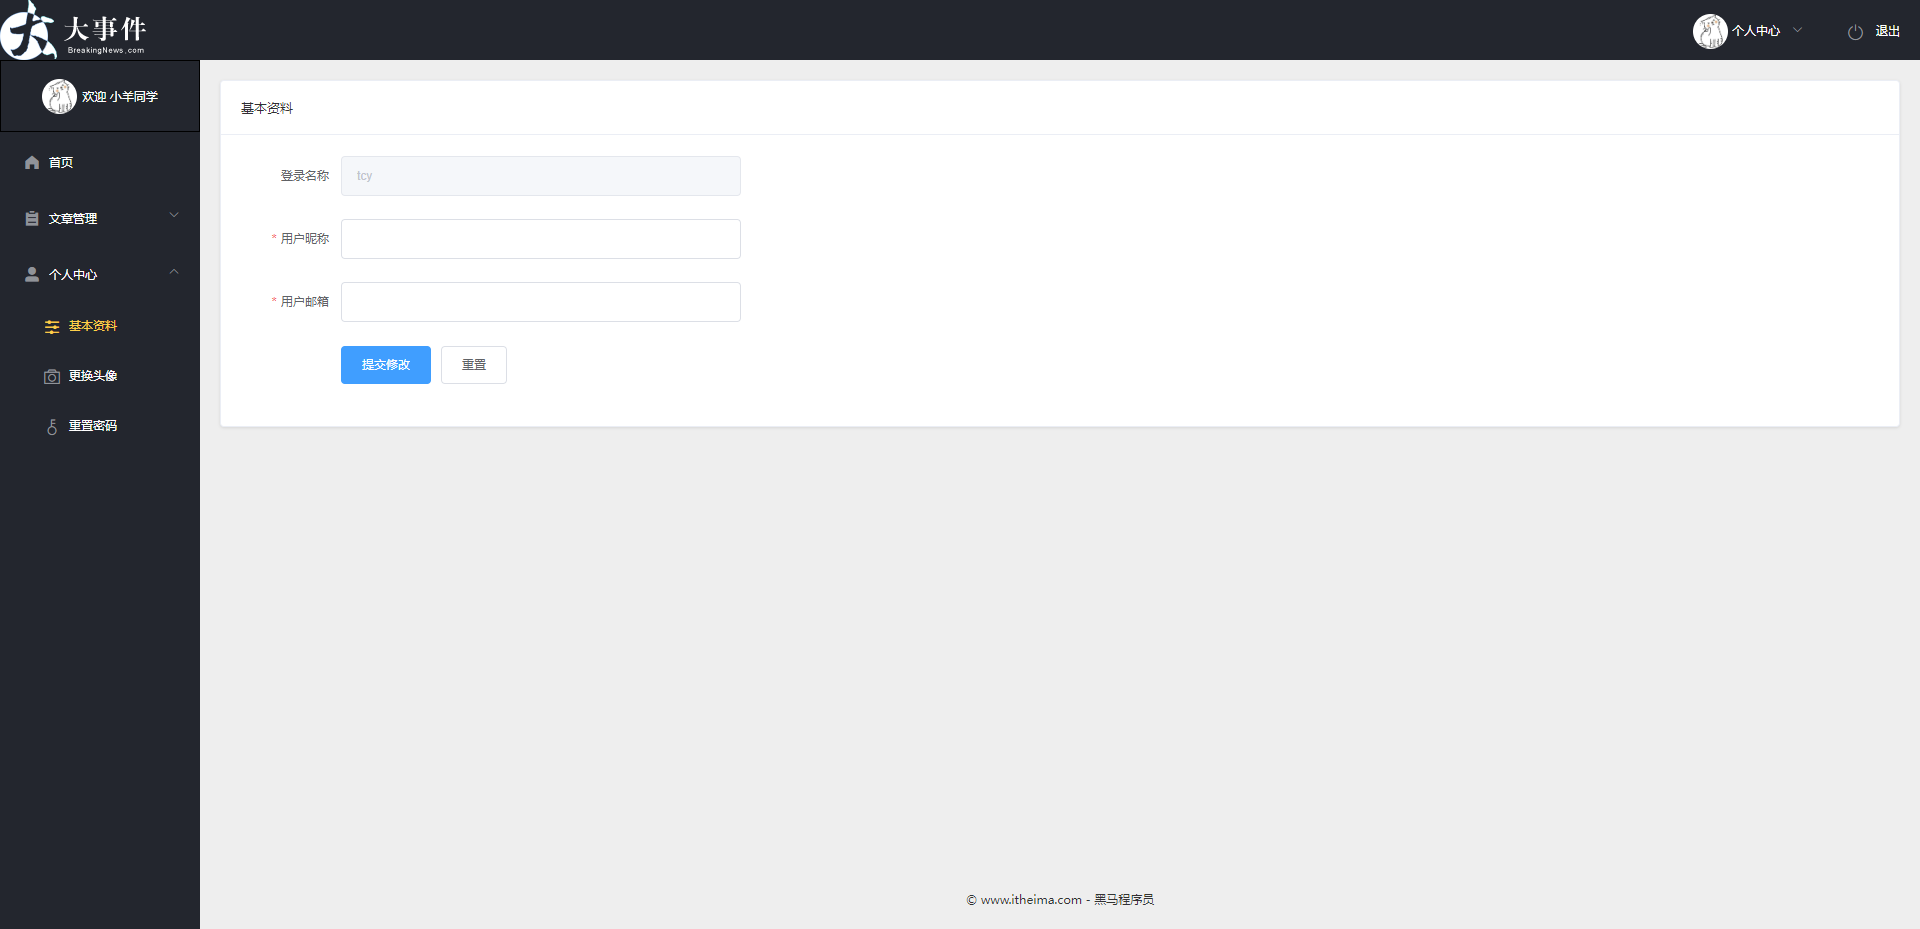 大事件
BreakingNews.com
个人中心
退出
欢迎 小羊同学
首页
文章管理
个人中心
基本资料
更换头像
重置密码
基本资料
登录名称
tcy
* 用户昵称
* 用户邮箱
提交修改
重置
© www.itheima.com - 黑马程序员